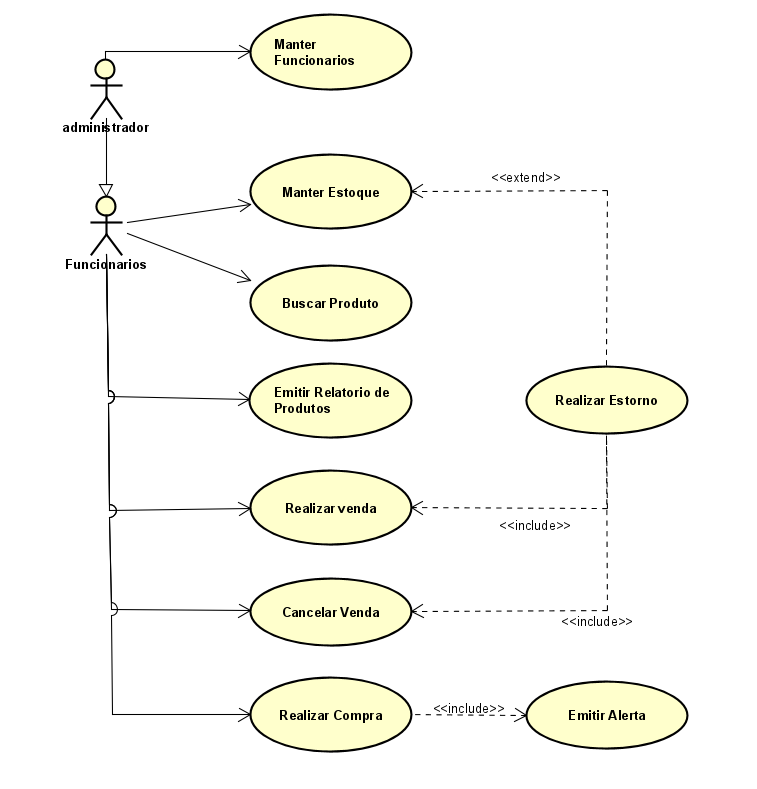 Manter
Funcionarios
administrador
Manter Estoque
<<extend>>
Funcionarios
Buscar Produto
Emitir Relatorio de
Produtos
Realizar Estorno
Realizar venda
<<include>>
Cancelar Venda
<<include>>
Realizar Compra
<<include>>
Emitir Alerta